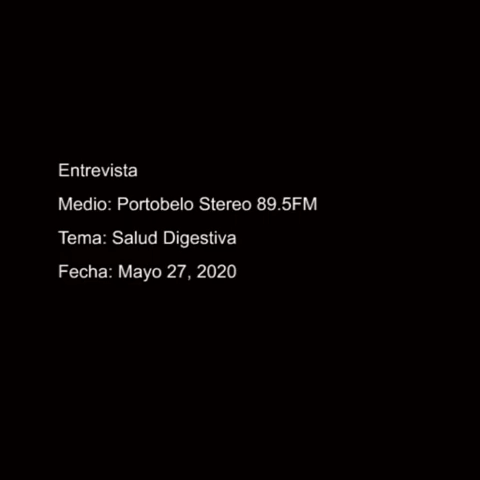 Entrevista
Medio: Portobelo Stereo 89.5FM
Tema: Salud Digestiva
Fecha: Mayo 27, 2020